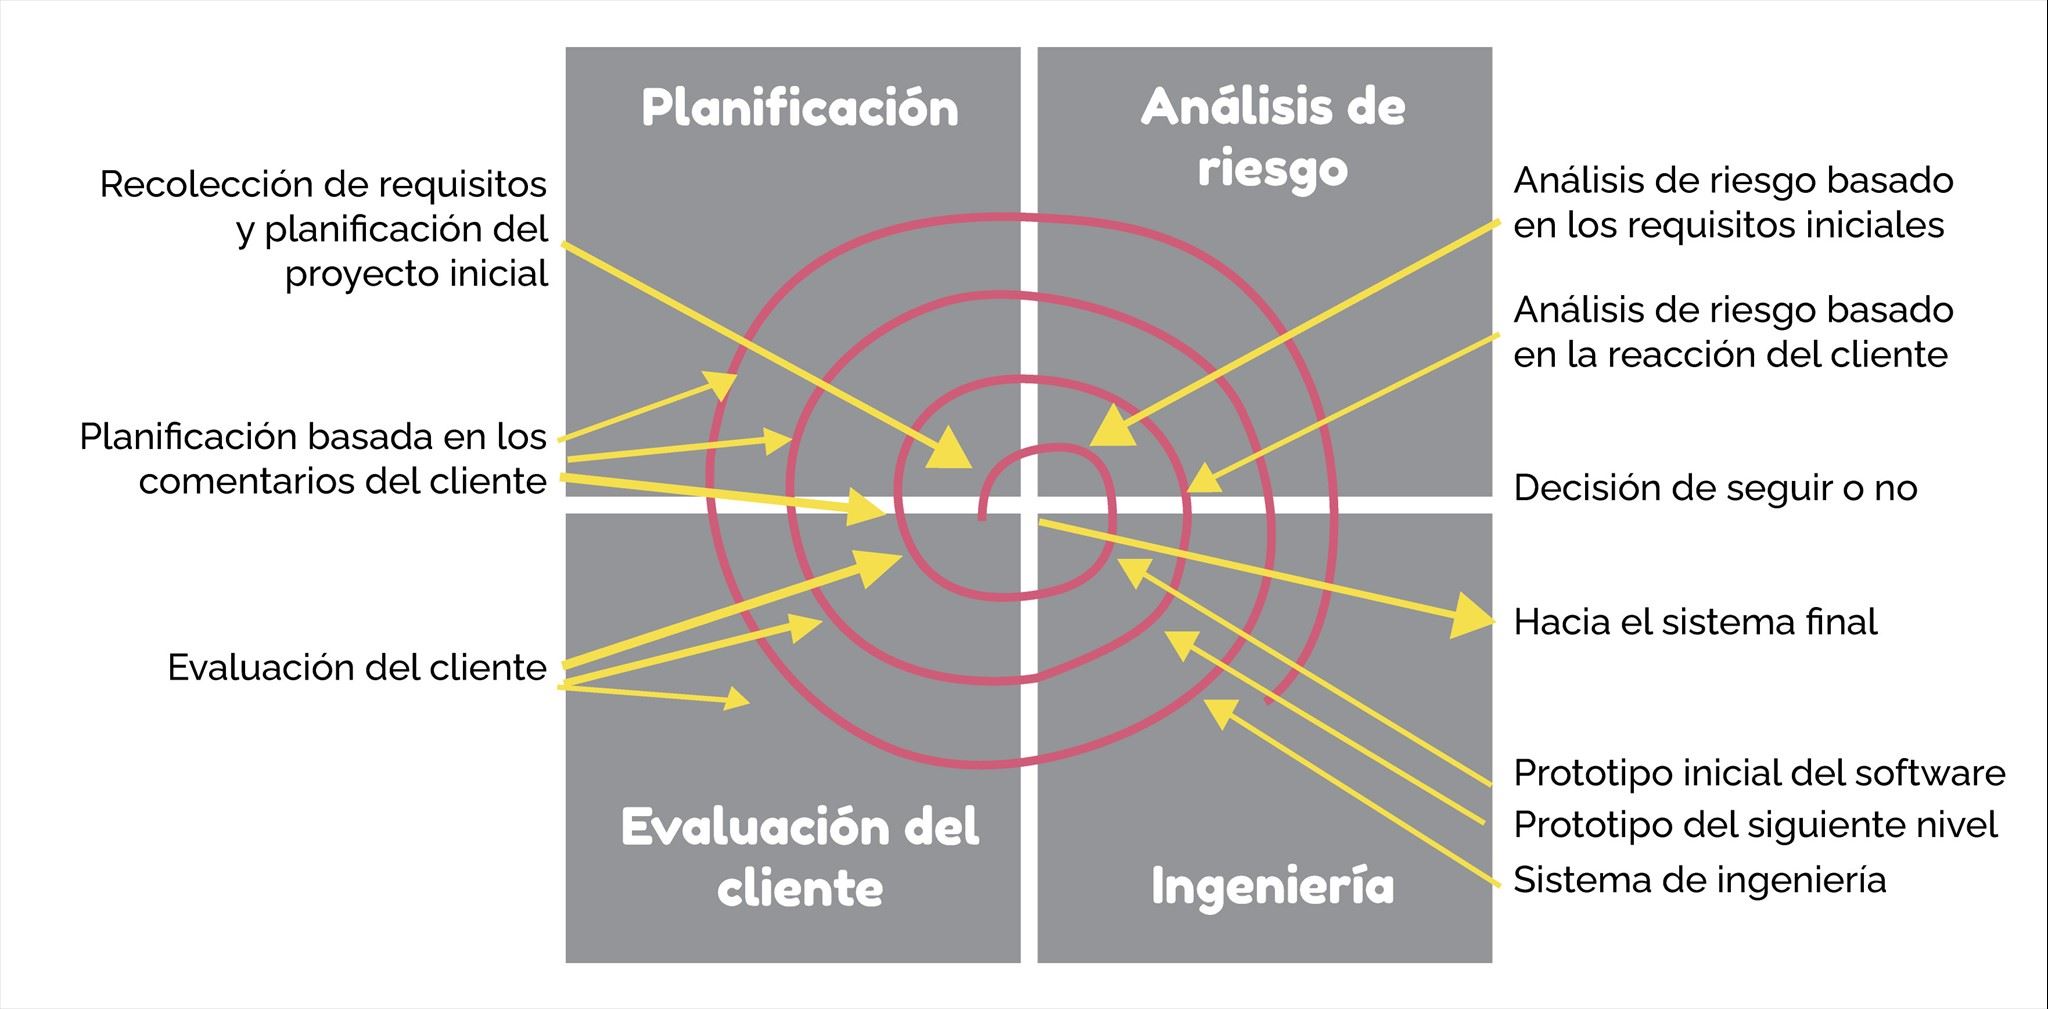 Planificación
Análisis de
riesgo
Recolección de requisitos
y planificación del
proyecto inicial
Planificación basada en los
comentarios del cliente
Evaluación del cliente
Análisis de riesgo basado
en los requisitos iniciales
Análisis de riesgo basado
en la reacción del cliente
Decisión de seguir o no
Hacia el sistema final
Prototipo inicial del software
Prototipo del siguiente nivel
Sistema de ingeniería
Evaluación del
cliente
Ingeniería